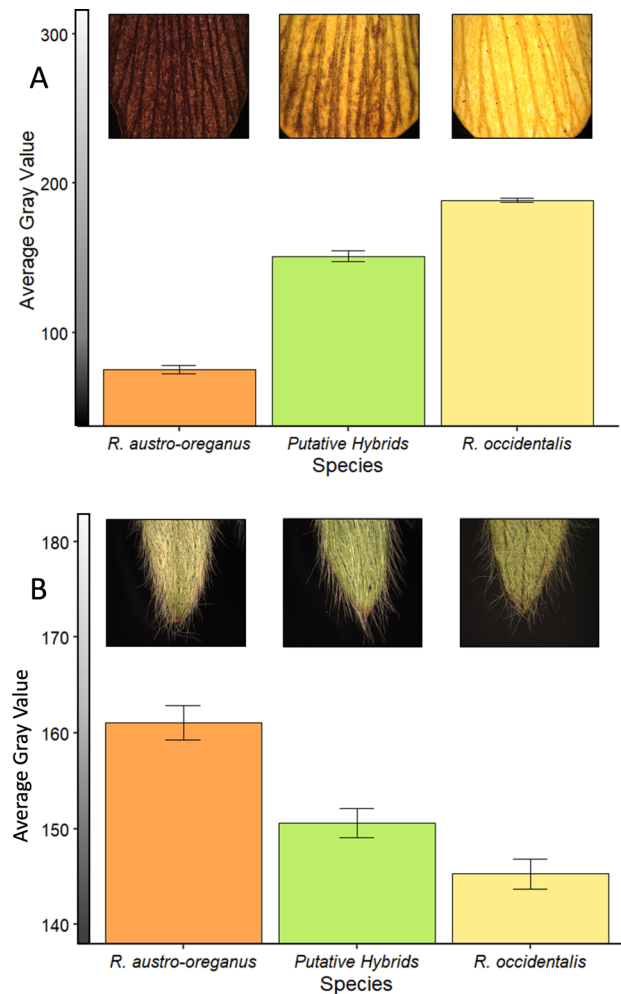 300
A
200
100
Average Gray Value
R. austro-oreganus
Putative Hybrids
R. occidentalis
Species
180
B
170
160
150
140
Average Gray Value
R. austro-oreganus
Putative Hybrids
R. occidentalis
Species